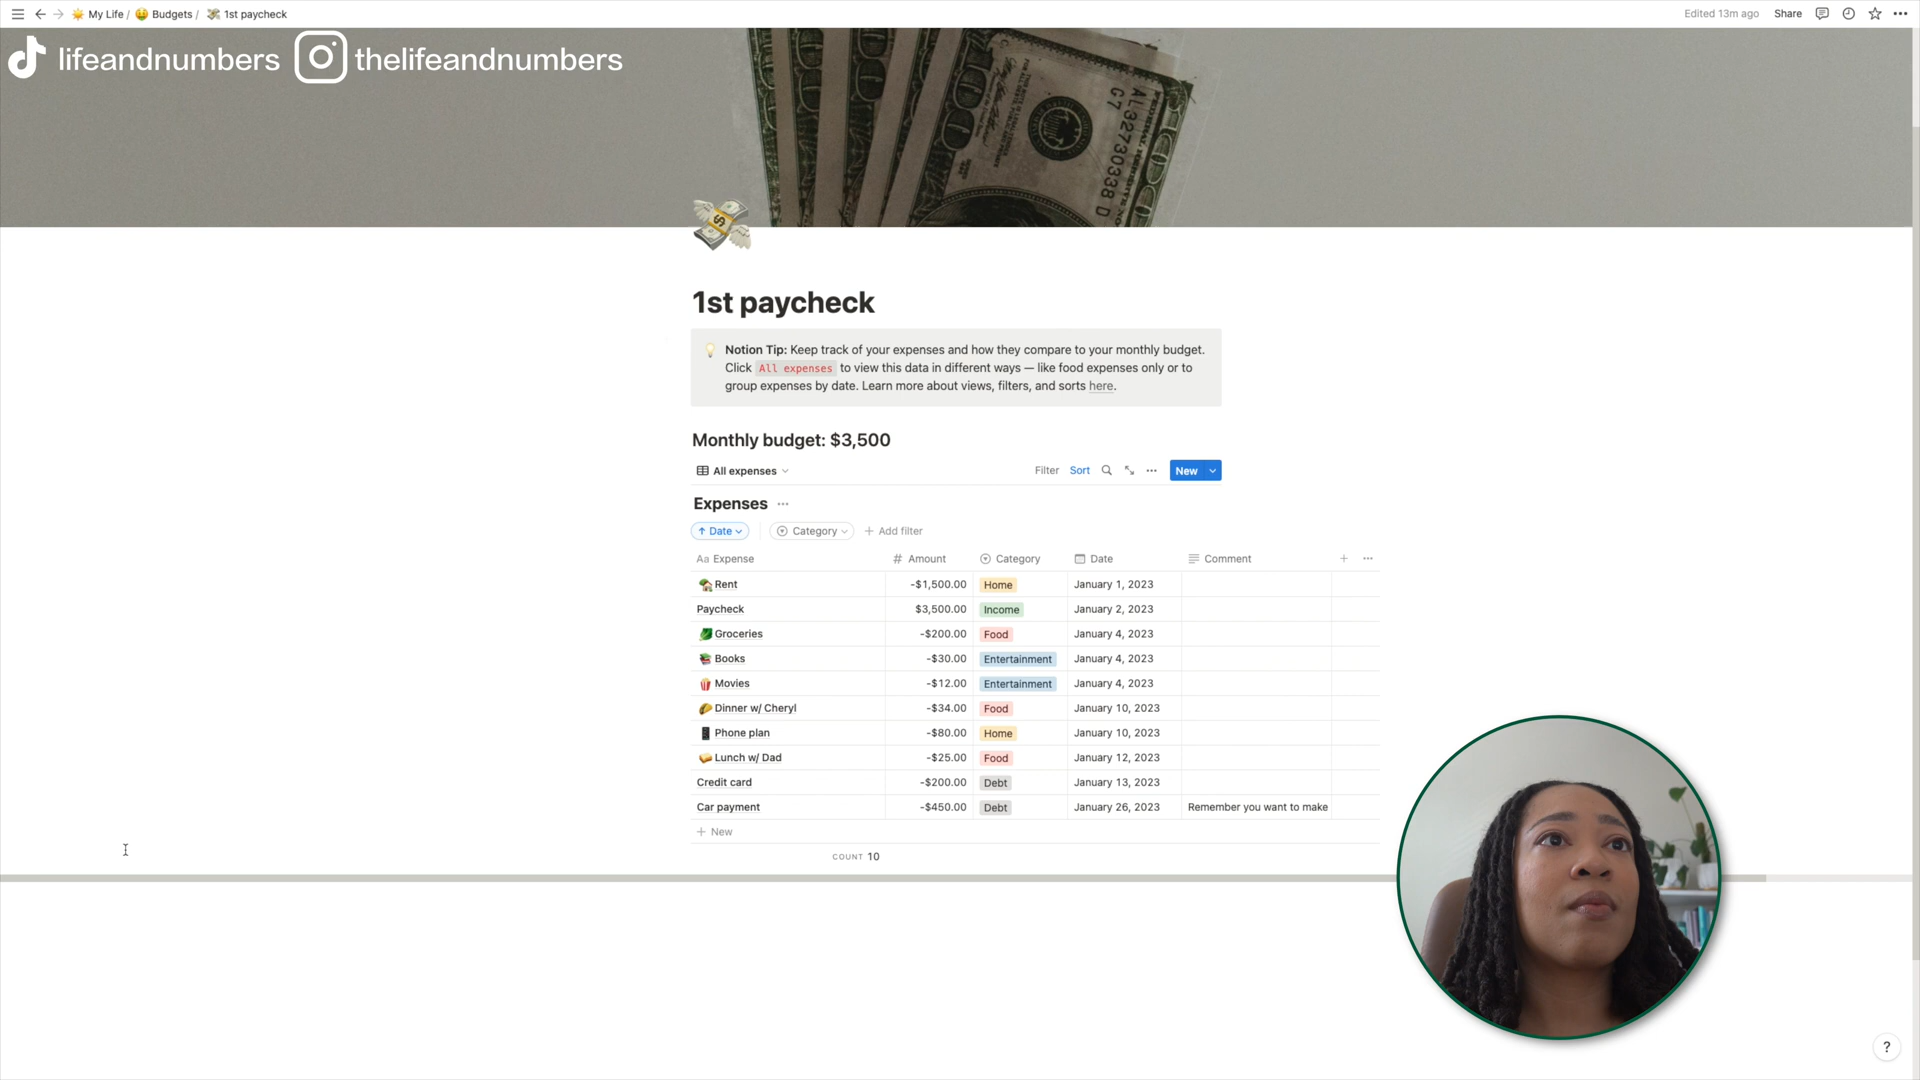 My Life / Budgets / 1st paycheck
Edited 13m ago Share
lifeandnumbers thelifeandnumbers
AL32730338 D
G7
100
1st paycheck
Notion Tip: Keep track of your expenses and how they compare to your monthly budget.
Click All expenses to view this data in different ways — like food expenses only or to
group expenses by date. Learn more about views, filters, and sorts here.
Monthly budget: $3,500
All expenses Filter Sort New
Expenses
Date Category Add filter
Aa Expense # Amount Category Date Comment
Rent -$1,500.00 Home January 1, 2023
Paycheck $3,500.00 Income January 2, 2023
Groceries -$200.00 Food January 4, 2023
Books -$30.00 Entertainment January 4, 2023
Movies -$12.00 Entertainment January 4, 2023
Dinner w/ Cheryl -$34.00 Food January 10, 2023
Phone plan -$80.00 Home January 10, 2023
Lunch w/ Dad -$25.00 Food January 12, 2023
Credit card -$200.00 Debt January 13, 2023
Car payment -$450.00 Debt January 26, 2023 Remember you want to make
+ New
COUNT 10
?